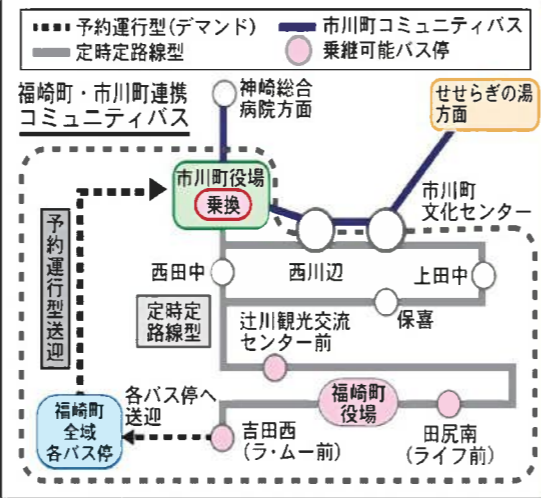 予約運行型(デマンド)
市川町コミュニティバス
定時定路線型
乗継可能バス停
福崎町・市川町連携
コミュニティバス
神崎総合
病院方面
せせらぎの湯
方面
市川町役場
乗換
市川町
文化センター
予約運行型送迎
西田中
西川辺
上田中
定時定
路線型
保喜
辻川観光交流
センター前
福崎町
全域
各バス停
各バス停へ
送迎
福崎町
役場
吉田西
(ラ・ムー前)
田尻南
(ライフ前)